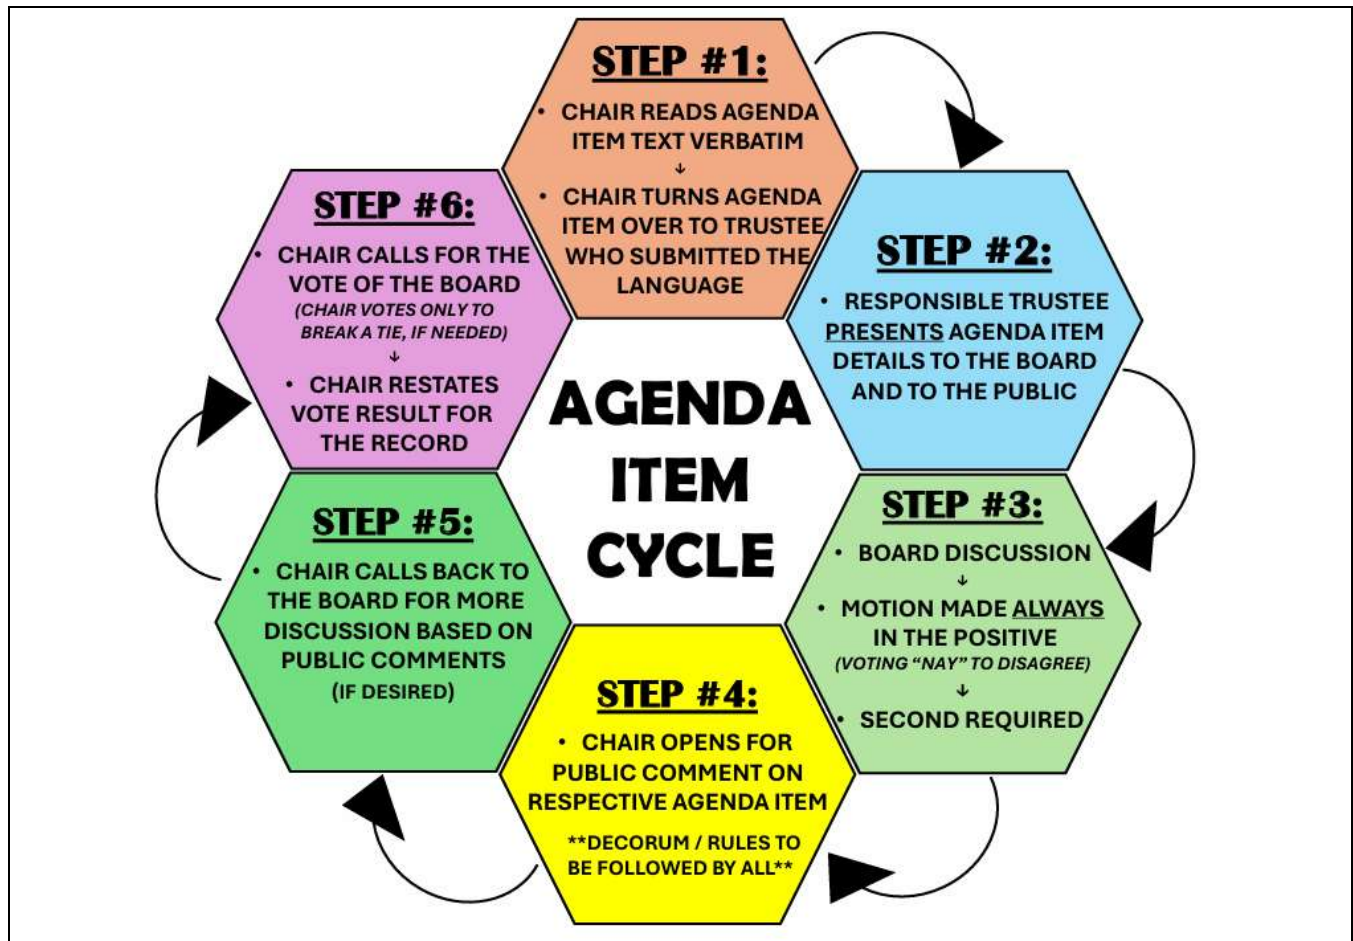 STEP #1:
• CHAIR READS AGENDA
ITEM TEXT VERBATIM
↓
• CHAIR TURNS AGENDA
ITEM OVER TO TRUSTEE
WHO SUBMITTED THE
LANGUAGE
STEP #2:
• RESPONSIBLE TRUSTEE
PRESENTS AGENDA ITEM
DETAILS TO THE BOARD
AND TO THE PUBLIC
STEP #3:
• BOARD DISCUSSION
↓
• MOTION MADE ALWAYS
IN THE POSITIVE
(VOTING “NAY” TO DISAGREE)
↓
• SECOND REQUIRED
STEP #4:
• CHAIR OPENS FOR
PUBLIC COMMENT ON
RESPECTIVE AGENDA ITEM
**DECORUM / RULES TO
BE FOLLOWED BY ALL**
STEP #5:
• CHAIR CALLS BACK TO
THE BOARD FOR MORE
DISCUSSION BASED ON
PUBLIC COMMENTS
(IF DESIRED)
STEP #6:
• CHAIR CALLS FOR THE
VOTE OF THE BOARD
(CHAIR VOTES ONLY TO
BREAK A TIE, IF NEEDED)
↓
• CHAIR RESTATES
VOTE RESULT FOR
THE RECORD
AGENDA
ITEM
CYCLE